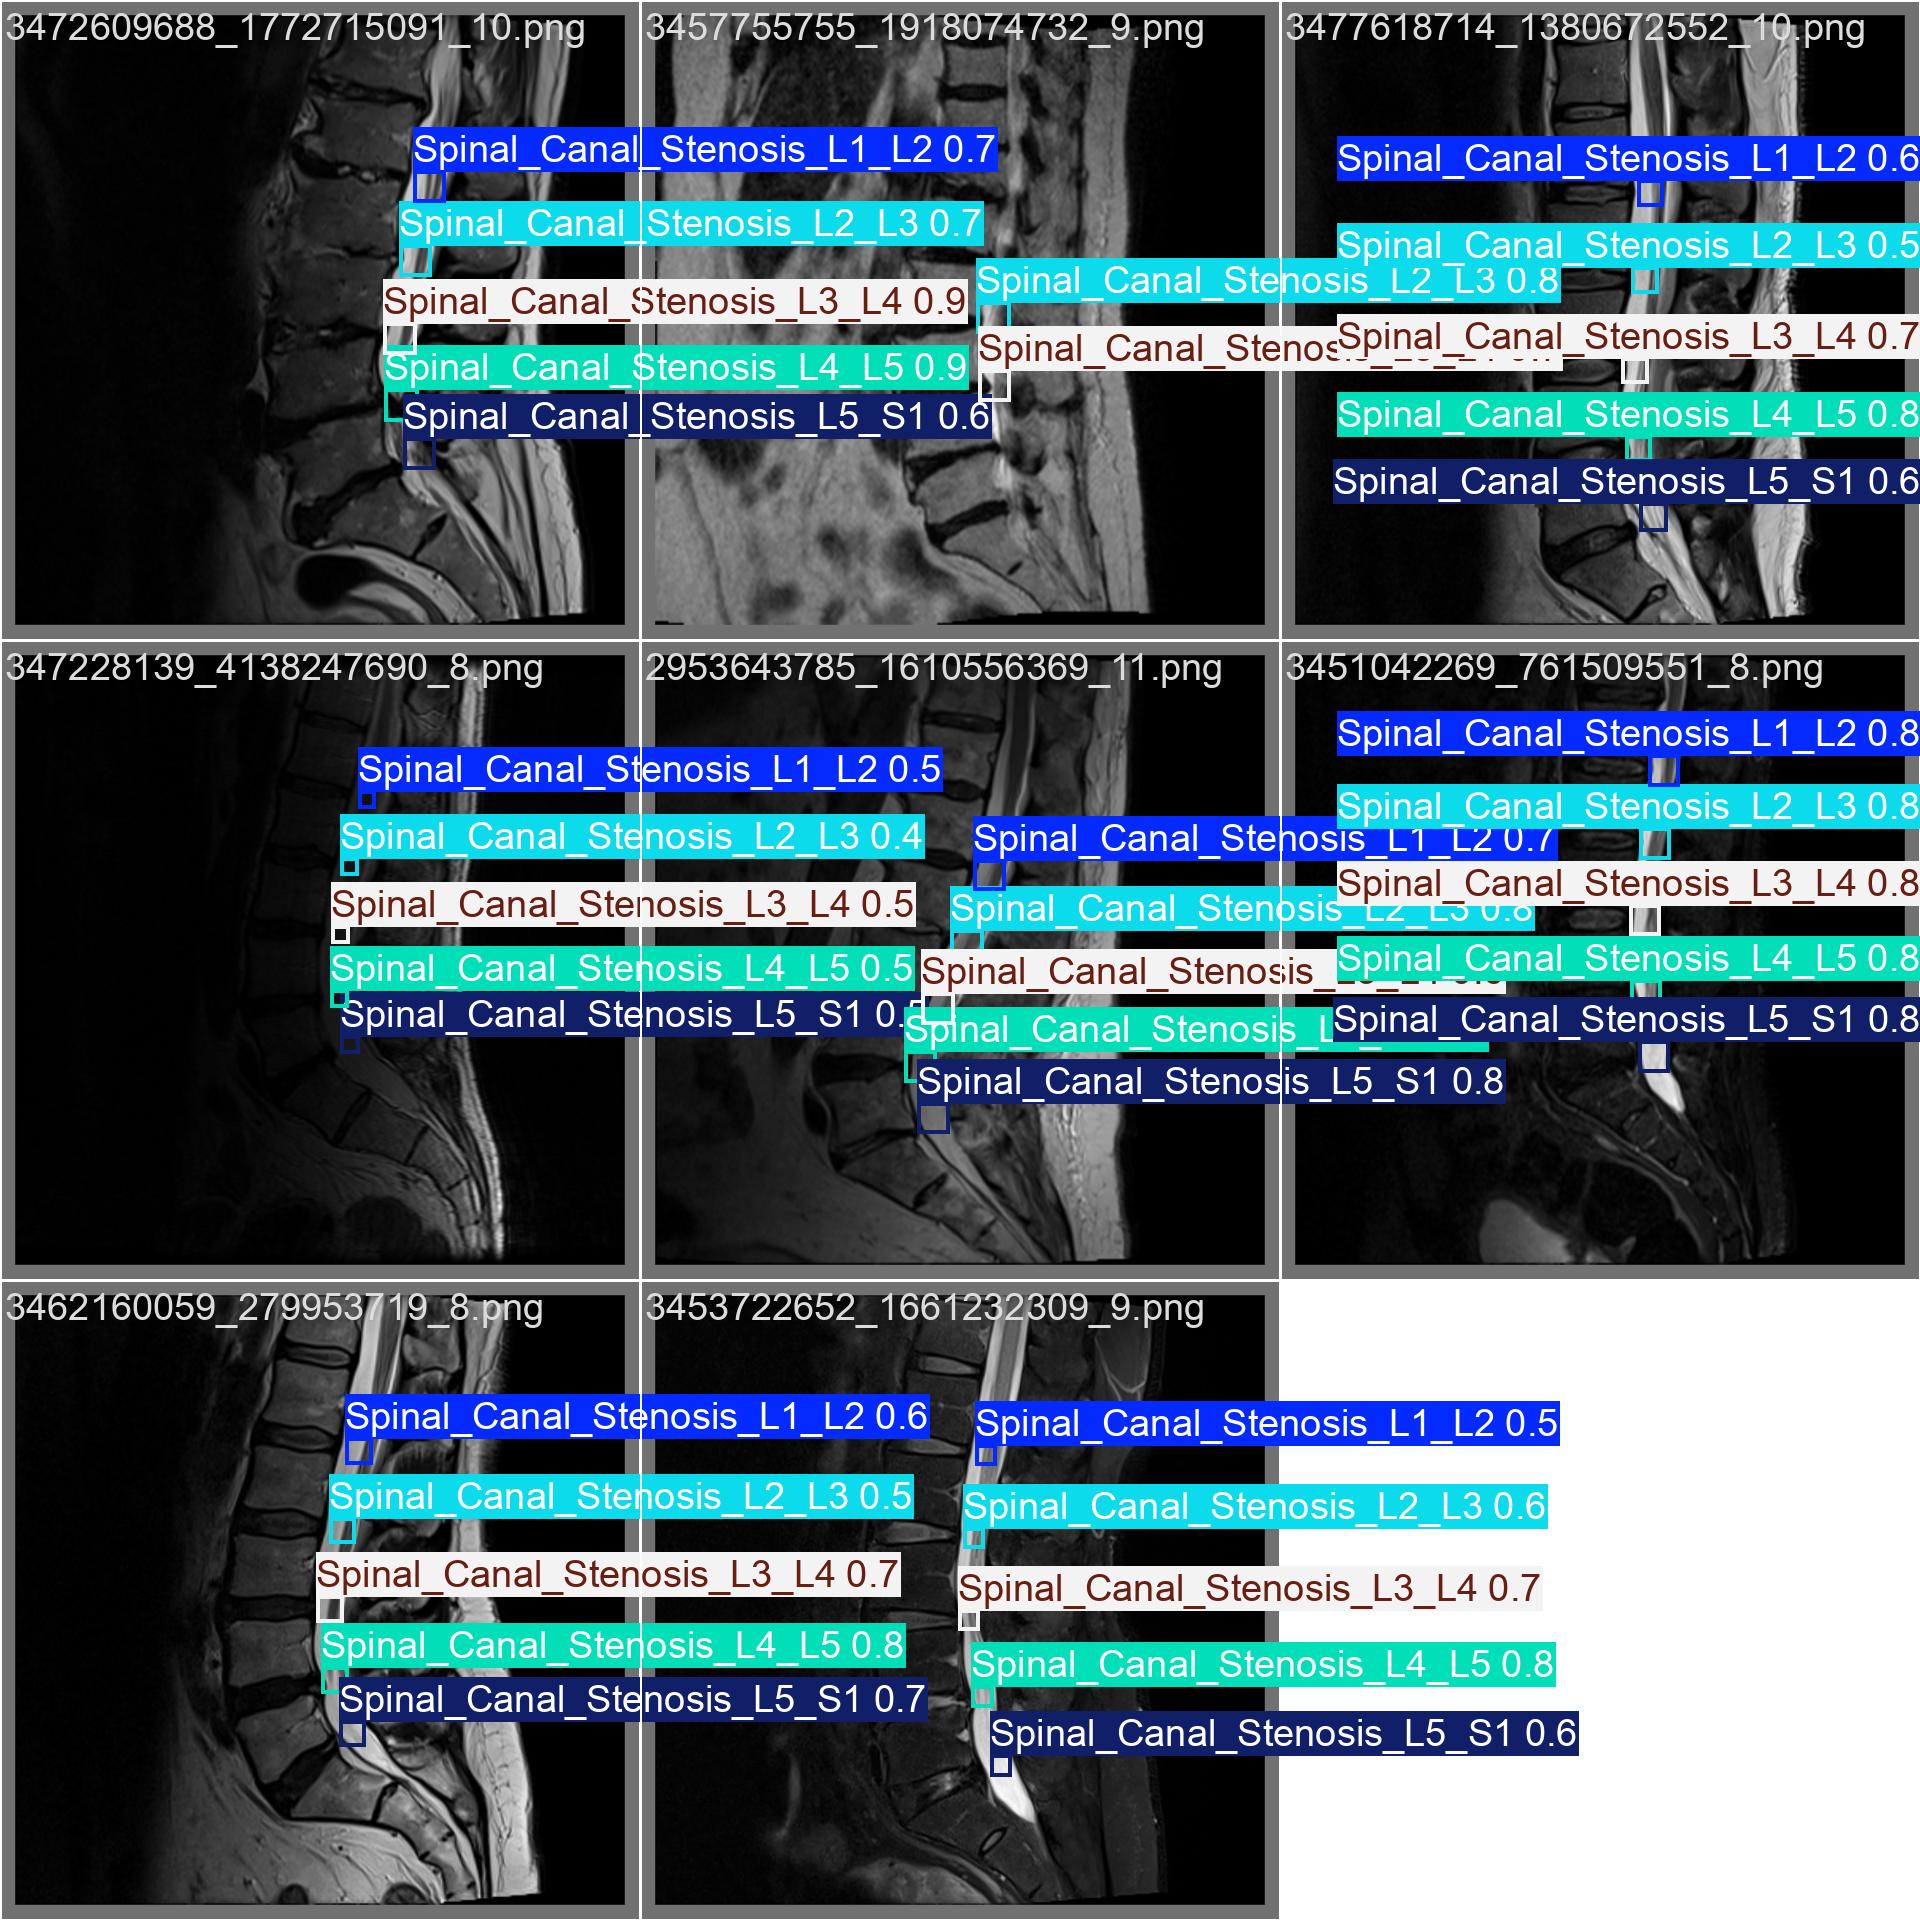 3472609688_1772715091_10.png
Spinal_Canal_Stenosis_L1_L2 0.7
Spinal_Canal_Stenosis_L2_L3 0.7
Spinal_Canal_Stenosis_L3_L4 0.9
Spinal_Canal_Stenosis_L4_L5 0.9
Spinal_Canal_Stenosis_L5_S1 0.6
3457755755_1918074732_9.png
Spinal_Canal_Stenosis_L2_L3 0.8
Spinal_Canal_Stenosis
3477618714_1380672552_10.png
Spinal_Canal_Stenosis_L1_L2 0.6
Spinal_Canal_Stenosis_L2_L3 0.5
Spinal_Canal_Stenosis_L3_L4 0.7
Spinal_Canal_Stenosis_L4_L5 0.8
Spinal_Canal_Stenosis_L5_S1 0.6
347228139_4138247690_8.png
Spinal_Canal_Stenosis_L1_L2 0.5
Spinal_Canal_Stenosis_L2_L3 0.4
Spinal_Canal_Stenosis_L3_L4 0.5
Spinal_Canal_Stenosis_L4_L5 0.5
Spinal_Canal_Stenosis_L5_S1
2953643785_1610556369_11.png
Spinal_Canal_Stenosis_L1_L2 0.7
Spinal_Canal_Stenosis_L2_L3 0.8
Spinal_Canal_Stenosis_
Spinal_Canal_Stenosis_L
Spinal_Canal_Stenosis_L5_S1 0.8
3451042269_761509551_8.png
Spinal_Canal_Stenosis_L1_L2 0.8
Spinal_Canal_Stenosis_L2_L3 0.8
Spinal_Canal_Stenosis_L3_L4 0.8
Spinal_Canal_Stenosis_L4_L5 0.8
Spinal_Canal_Stenosis_L5_S1 0.8
3462160059_279953719_8.png
Spinal_Canal_Stenosis_L1_L2 0.6
Spinal_Canal_Stenosis_L2_L3 0.5
Spinal_Canal_Stenosis_L3_L4 0.7
Spinal_Canal_Stenosis_L4_L5 0.8
Spinal_Canal_Stenosis_L5_S1 0.7
3453722652_1661232309_9.png
Spinal_Canal_Stenosis_L1_L2 0.5
Spinal_Canal_Stenosis_L2_L3 0.6
Spinal_Canal_Stenosis_L3_L4 0.7
Spinal_Canal_Stenosis_L4_L5 0.8
Spinal_Canal_Stenosis_L5_S1 0.6